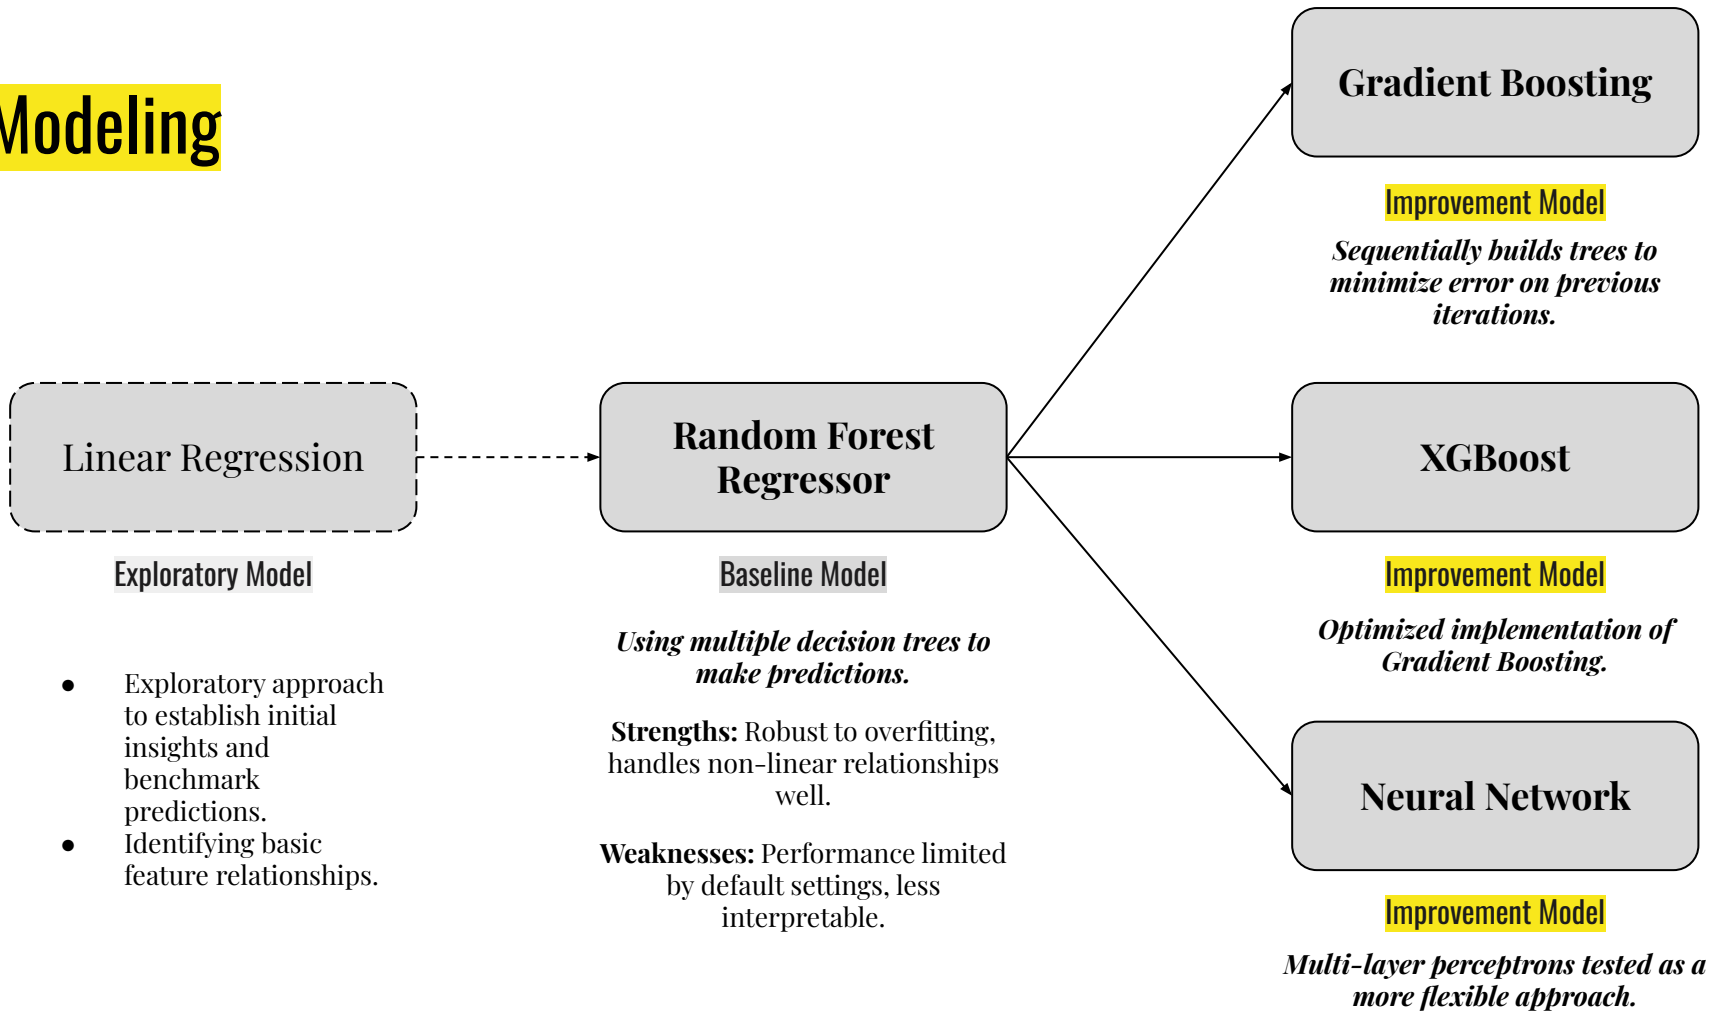 Modeling
Linear Regression
Exploratory Model
● Exploratory approach
to establish initial
insights and
benchmark
predictions.
● Identifying basic
feature relationships.
Random Forest
Regressor
Baseline Model
Using multiple decision trees to
make predictions.
Strengths: Robust to overfitting,
handles non-linear relationships
well.
Weaknesses: Performance limited
by default settings, less
interpretable.
Gradient Boosting
Improvement Model
Sequentially builds trees to
minimize error on previous
iterations.
XGBoost
Improvement Model
Optimized implementation of
Gradient Boosting.
Neural Network
Improvement Model
Multi-layer perceptrons tested as a
more flexible approach.